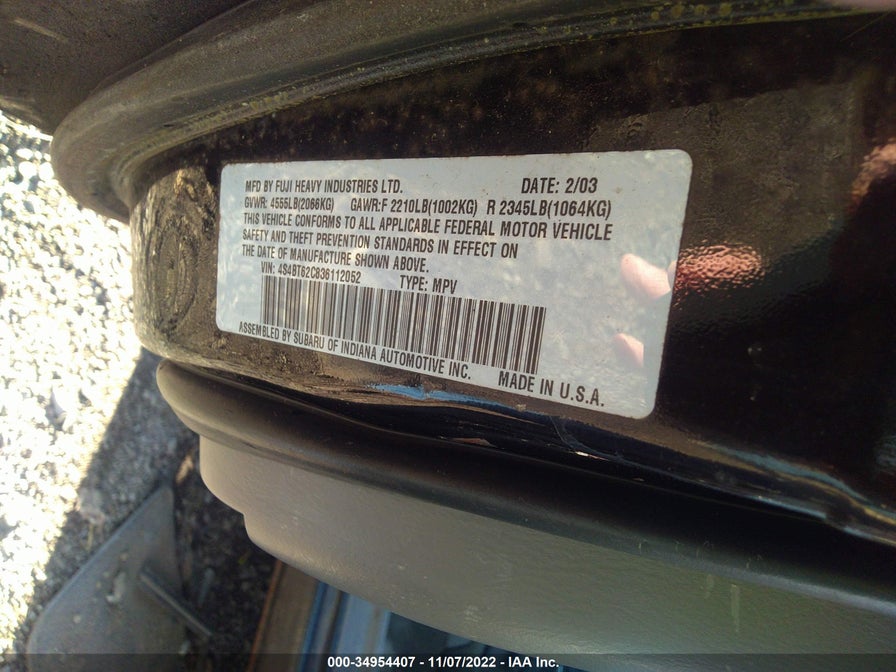 MFD BY FUJI HEAVY INDUSTRIES LTD. DATE: 2/03
GVWR: 4555LB(2066KG) GAWR:F 2210LB(1002KG) R 2345LB(1064KG)
THIS VEHICLE CONFORMS TO ALL APPLICABLE FEDERAL MOTOR VEHICLE
SAFETY AND THEFT PREVENTION STANDARDS IN EFFECT ON
THE DATE OF MANUFACTURE SHOWN ABOVE.
VIN: 4S4BT62C836112052 TYPE: MPV
ASSEMBLED BY SUBARU OF INDIANA AUTOMOTIVE INC.
MADE IN U.S.A.
000-34954407 - 11/07/2022 - IAA Inc.